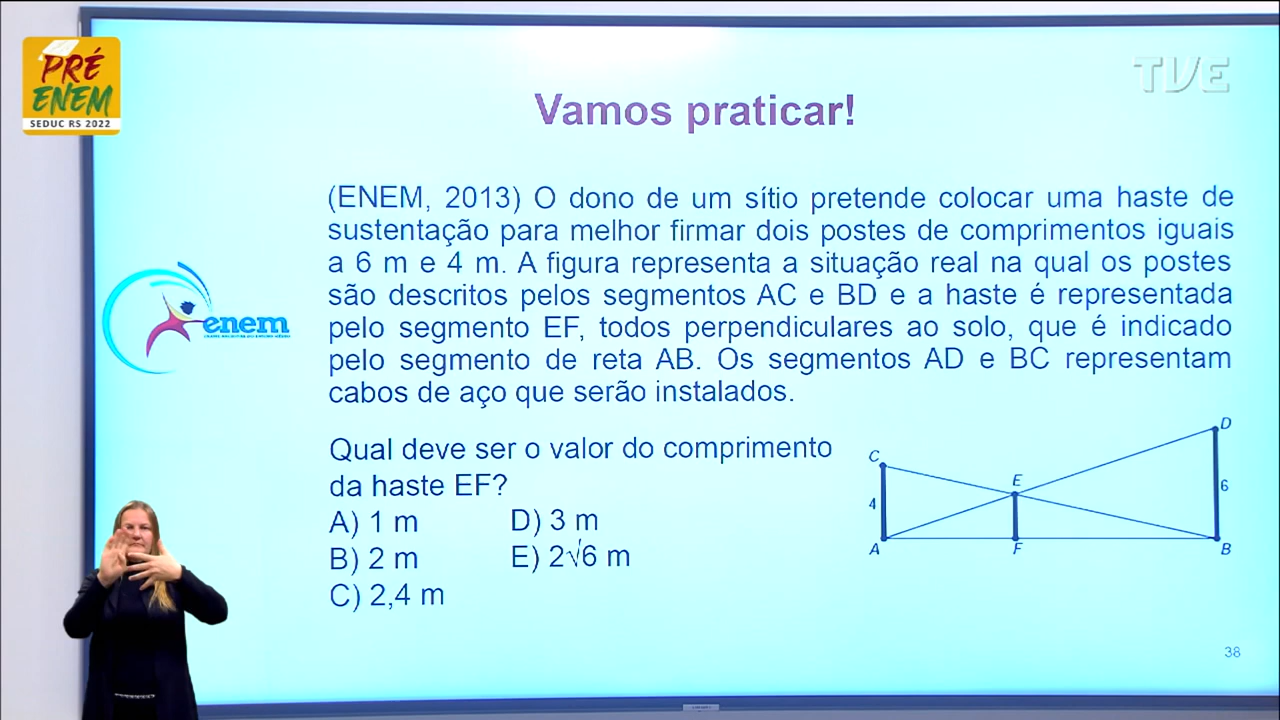 PRÉ
ENEM
SEDUC RS 2022
TVE
Vamos praticar!
(ENEM, 2013) O dono de um sítio pretende colocar uma haste de
sustentação para melhor firmar dois postes de comprimentos iguais
a 6 m e 4 m. A figura representa a situação real na qual os postes
são descritos pelos segmentos AC e BD e a haste é representada
pelo segmento EF, todos perpendiculares ao solo, que é indicado
pelo segmento de reta AB. Os segmentos AD e BC representam
cabos de aço que serão instalados.
enem
Qual deve ser o valor do comprimento
da haste EF?
A) 1 m D) 3 m
B) 2 m E) 2√6 m
C) 2,4 m
D
C
E
6
4
A F B
38